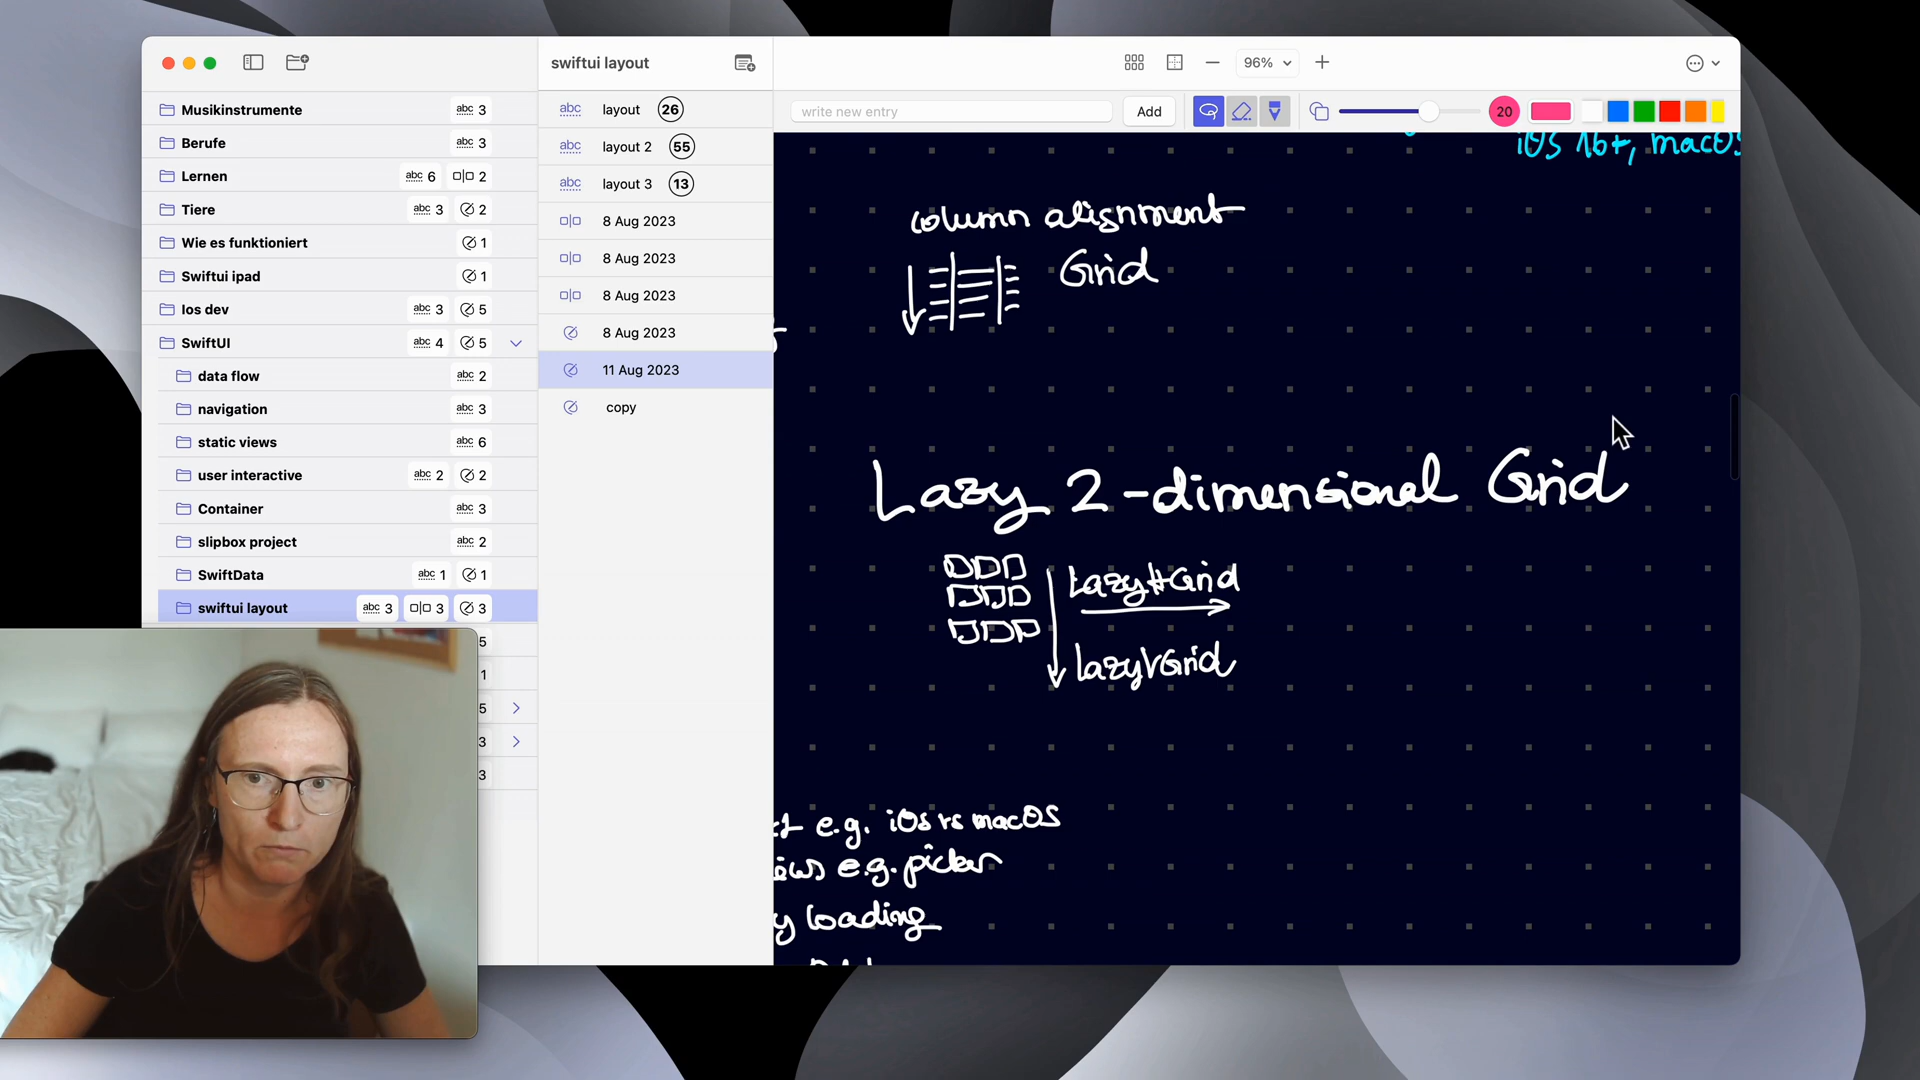 swiftui layout
96%
Musikinstrumente abc 3
Berufe abc 3
Lernen abc 6 2
Tiere abc 3 2
Wie es funktioniert 1
Swiftui ipad 1
Ios dev abc 3 5
SwiftUI abc 4 5
data flow abc 2
navigation abc 3
static views abc 6
user interactive abc 2 2
Container abc 3
slipbox project abc 2
SwiftData abc 1 1
swiftui layout abc 3 3 3
5
1
5
3
3
abc layout 26
abc layout 2 55
abc layout 3 13
8 Aug 2023
8 Aug 2023
8 Aug 2023
8 Aug 2023
11 Aug 2023
copy
write new entry Add 20
iOS 16+, macOS
column alignment
Grid
Lazy 2-dimensional Grid
LazyHGrid
LazyVGrid
e.g. iOS vs macOS
e.g. picker
loading